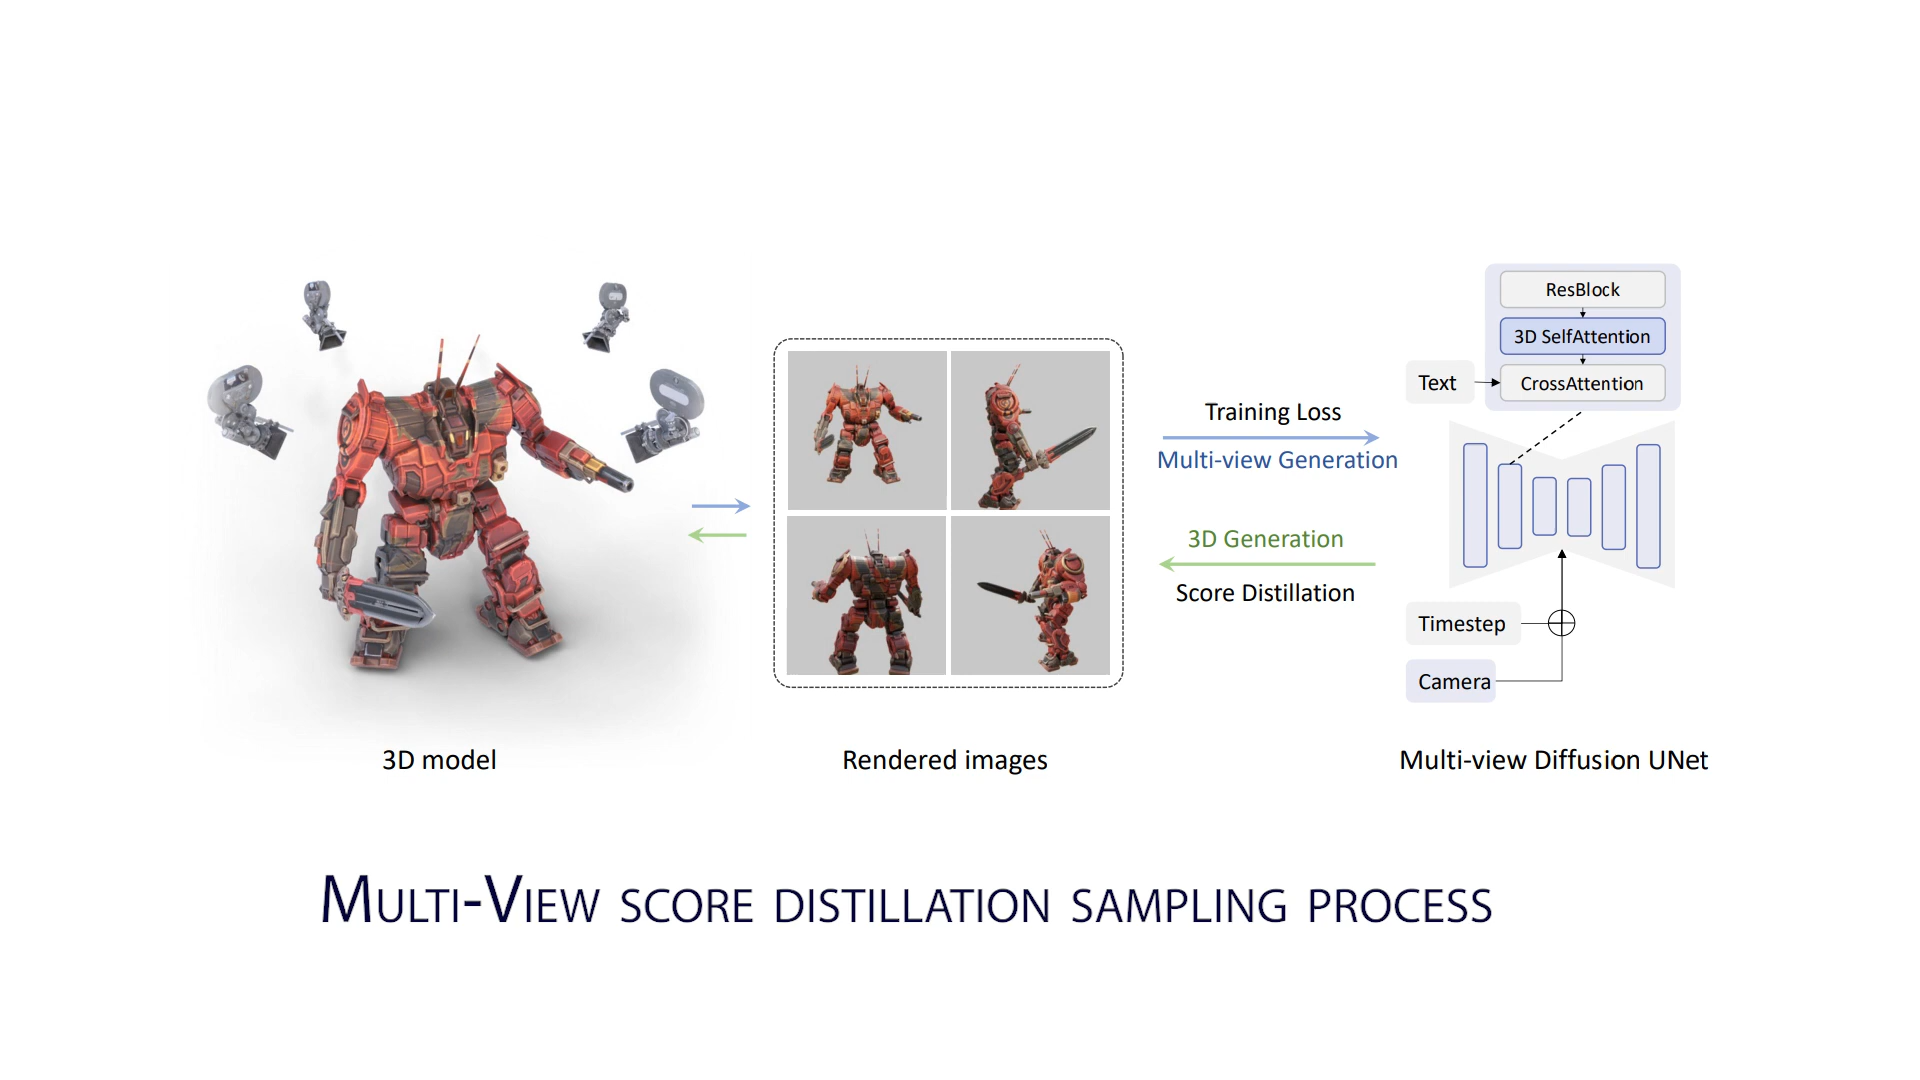 ResBlock
3D SelfAttention
Text
CrossAttention
Training Loss
Multi-view Generation
3D Generation
Score Distillation
Timestep
Camera
3D model
Rendered images
Multi-view Diffusion UNet
Multi-View score distillation sampling process